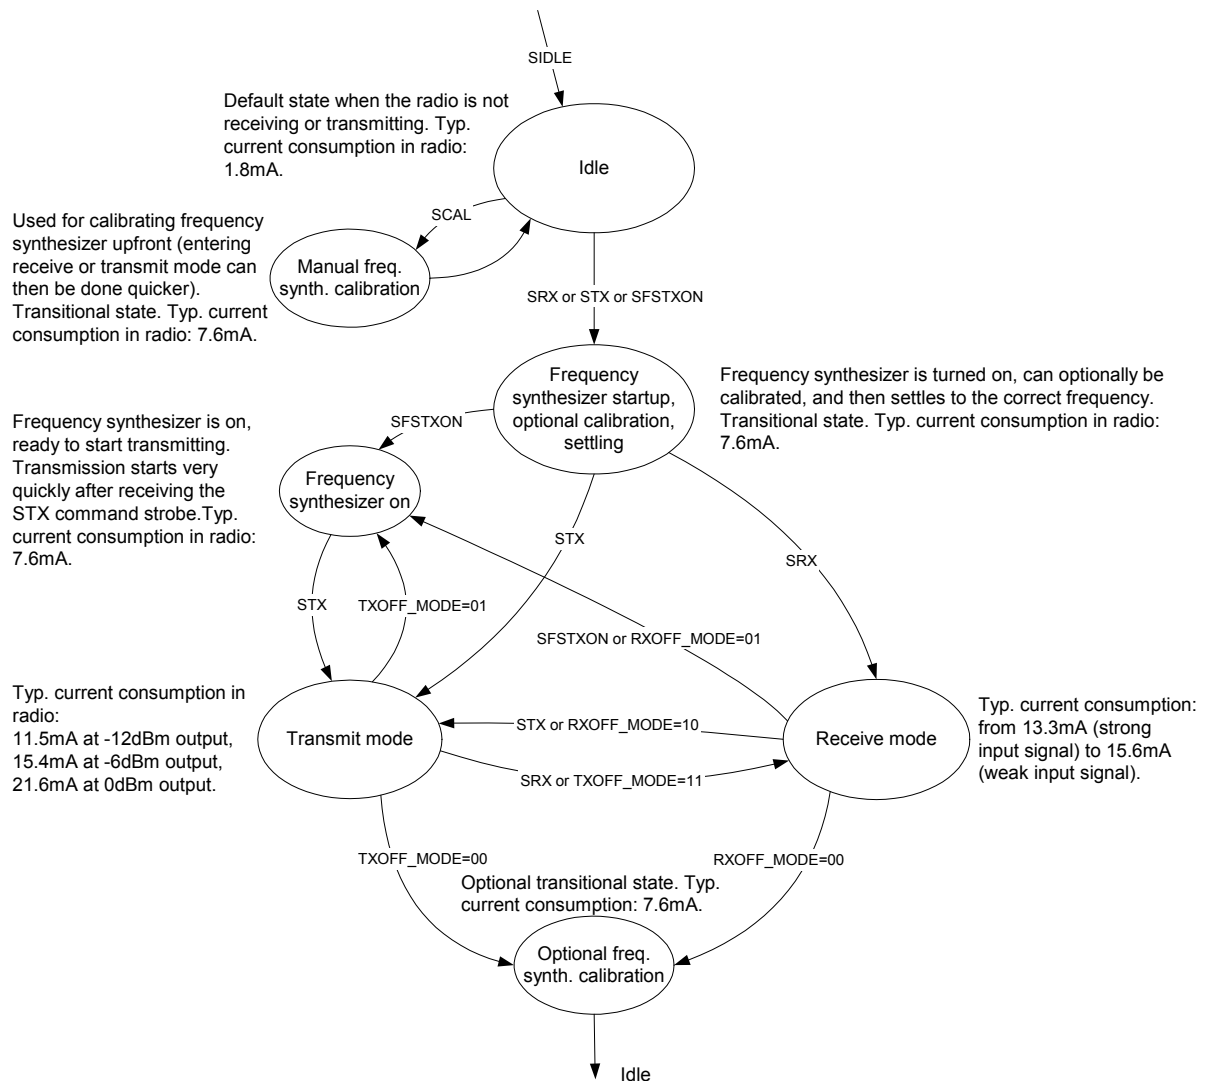 SIDLE
Default state when the radio is not
receiving or transmitting. Typ.
current consumption in radio:
1.8mA.
Idle
SCAL
Used for calibrating frequency
synthesizer upfront (entering
receive or transmit mode can
then be done quicker).
Transitional state. Typ. current
consumption in radio: 7.6mA.
Manual freq.
synth. calibration
SRX or STX or SFSTXON
Frequency
synthesizer startup,
optional calibration,
settling
Frequency synthesizer is turned on, can optionally be
calibrated, and then settles to the correct frequency.
Transitional state. Typ. current consumption in radio:
7.6mA.
Frequency synthesizer is on,
ready to start transmitting.
Transmission starts very
quickly after receiving the
STX command strobe.Typ.
current consumption in radio:
7.6mA.
SFSTXON
Frequency
synthesizer on
STX
SRX
STX
TXOFF_MODE=01
SFSTXON or RXOFF_MODE=01
Typ. current consumption in
radio:
11.5mA at -12dBm output,
15.4mA at -6dBm output,
21.6mA at 0dBm output.
Transmit mode
STX or RXOFF_MODE=10
SRX or TXOFF_MODE=11
Receive mode
Typ. current consumption:
from 13.3mA (strong
input signal) to 15.6mA
(weak input signal).
TXOFF_MODE=00
RXOFF_MODE=00
Optional transitional state. Typ.
current consumption: 7.6mA.
Optional freq.
synth. calibration
Idle